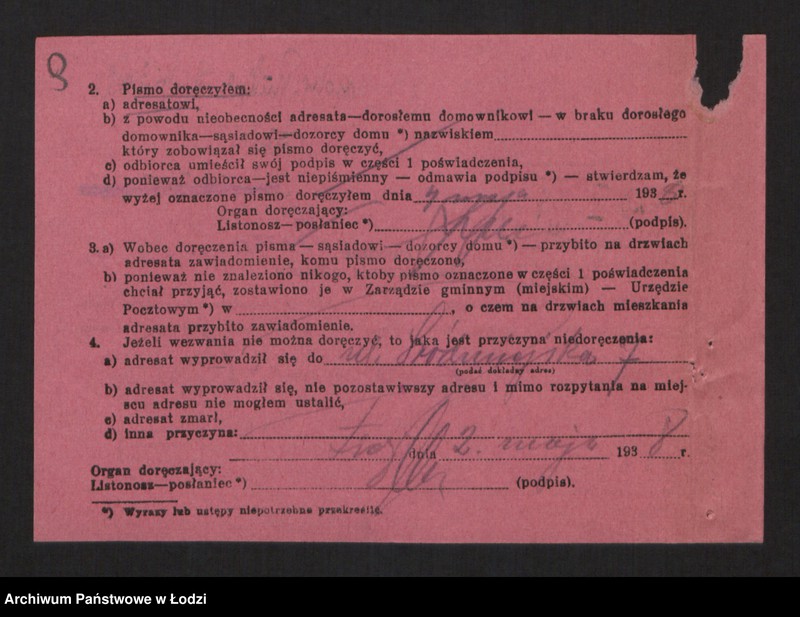 8
2. Pismo doręczyłem:
a) adresatowi,
b) z powodu nieobecności adresata—dorosłemu domownikowi — w braku dorosłego
domownika—sąsiadowi—dozorcy domu *) nazwiskiem
który zobowiązał się pismo doręczyć,
c) odbiorca umieścił swój podpis w części 1 poświadczenia,
d) ponieważ odbiorca—jest niepiśmienny — odmawia podpisu *) — stwierdzam, że
wyżej oznaczone pismo doręczyłem dnia 4 maja 1938 r.
Organ doręczający:
Listonosz—posłaniec *) (podpis).
3. a) Wobec doręczenia pisma — sąsiadowi — dozorcy domu *) — przybito na drzwiach
adresata zawiadomienie, komu pismo doręczono,
b) ponieważ nie znaleziono nikogo, ktoby pismo oznaczone w części 1 poświadczenia
chciał przyjąć, zostawiono je w Zarządzie gminnym (miejskim) — Urzędzie
Pocztowym *) w , o czem na drzwiach mieszkania
adresata przybito zawiadomienie.
4. Jeżeli wezwania nie można doręczyć, to jaka jest przyczyna niedoręczenia:
a) adresat wyprowadził się do ul. Śródmiejska 7
(podać dokładny adres)
b) adresat wyprowadził się, nie pozostawiwszy adresu i mimo rozpytania na miej-
scu adresu nie mogłem ustalić,
c) adresat zmarł,
d) inna przyczyna:
dnia 2. maja 1938 r.
Organ doręczający:
Listonosz—posłaniec *) (podpis).
*) Wyrazy lub ustępy niepotrzebne przekreślić.
Archiwum Państwowe w Łodzi